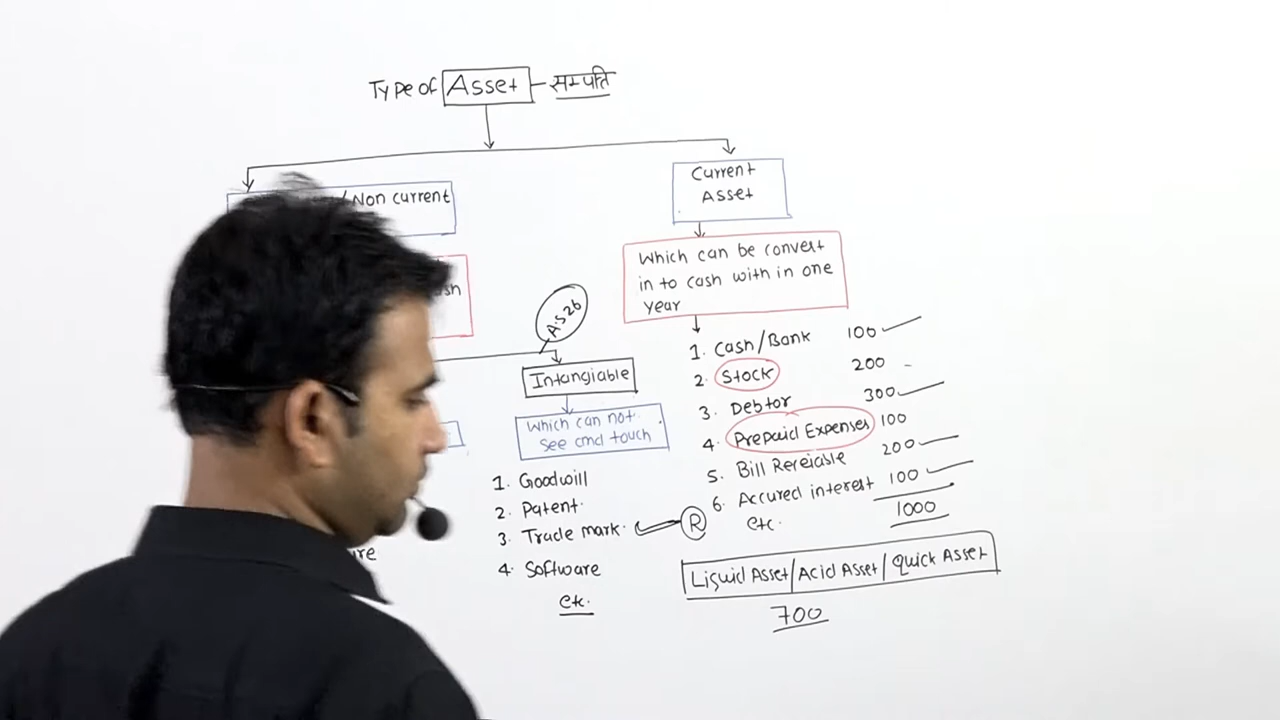 Type of Asset - सम्पति
/ Non current
Current
Asset
Which can be convert
in to cash with in one
year
AS26
Intangiable
Which can not
see and touch
1. Goodwill
2. Patent
3. Trade mark R
4. Software
etc.
1. Cash/Bank 100
2. Stock 200
3. Debtor 300
4. Prepaid Expenses 100
5. Bill Rereiable 200
6. Accured interest 100
etc. 1000
Liquid Asset/Acid Asset/Quick Asset
700